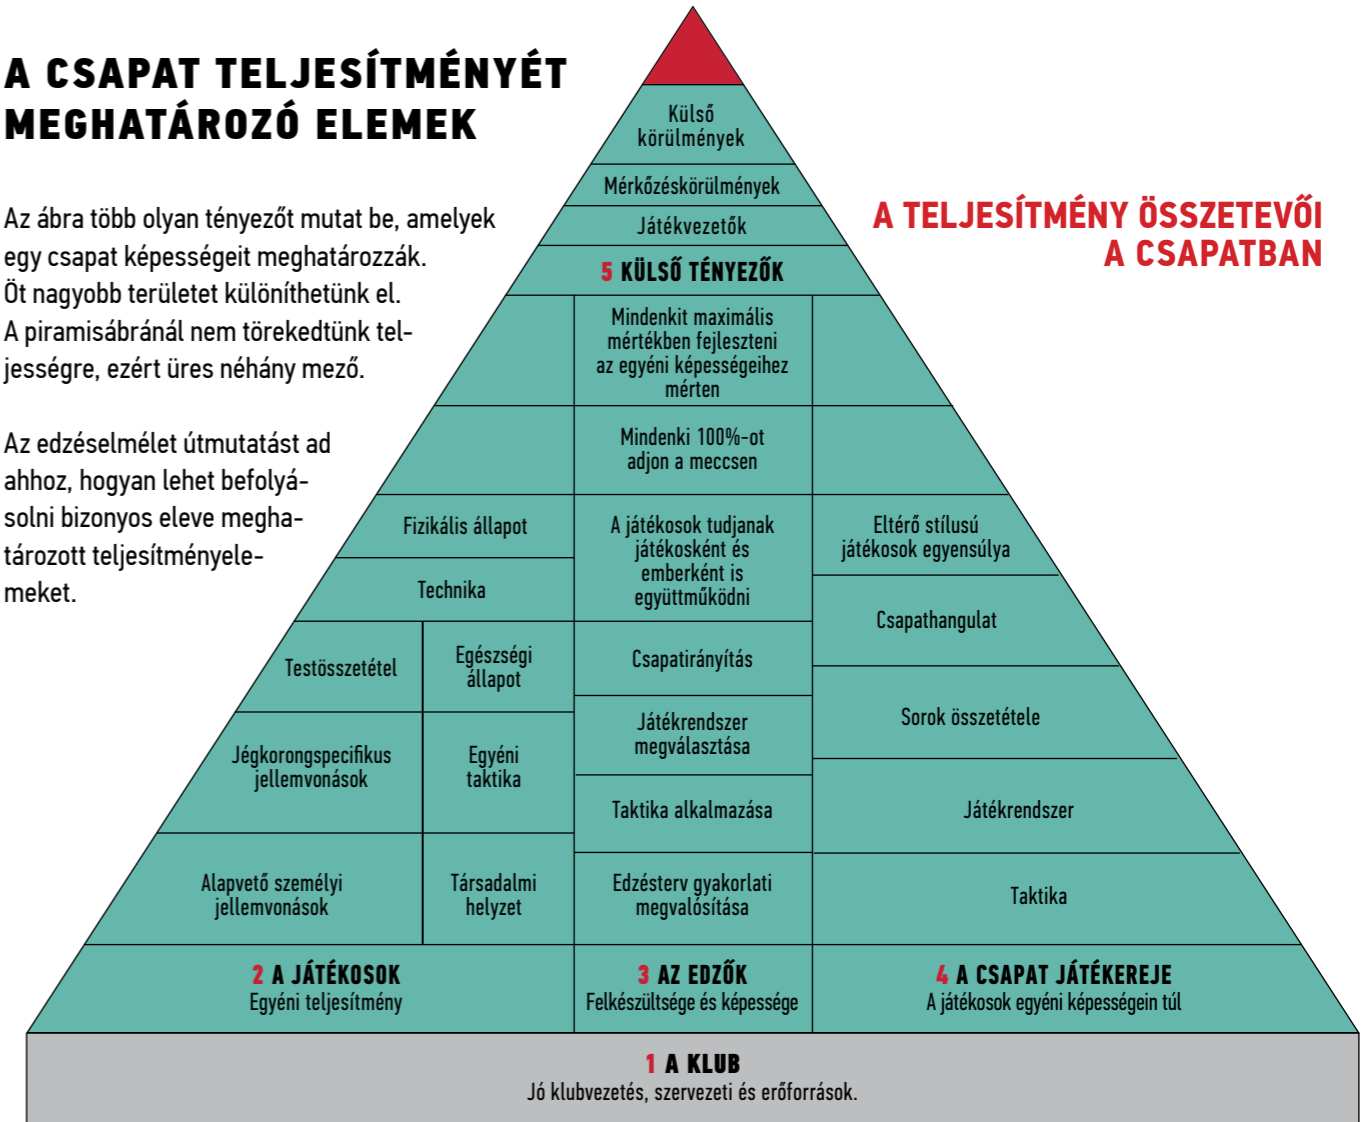 A CSAPAT TELJESÍTMÉNYÉT
MEGHATÁROZÓ ELEMEK
Az ábra több olyan tényezőt mutat be, amelyek
egy csapat képességeit meghatározzák.
Öt nagyobb területet különíthetünk el.
A piramisábránál nem törekedtünk tel-
jességre, ezért üres néhány mező.
Az edzéselmélet útmutatást ad
ahhoz, hogyan lehet befolyá-
solni bizonyos eleve megha-
tározott teljesítményele-
meket.
A TELJESÍTMÉNY ÖSSZETEVŐI
A CSAPATBAN
Külső
körülmények
Mérkőzéskörülmények
Játékvezetők
5 KÜLSŐ TÉNYEZŐK
Mindenkit maximális
mértékben fejleszteni
az egyéni képességeihez
mérten
Mindenki 100%-ot
adjon a meccsen
Fizikális állapot
Technika
Testösszetétel
Egészségi
állapot
Jégkorongspecifikus
jellemvonások
Egyéni
taktika
Alapvető személyi
jellemvonások
Társadalmi
helyzet
A játékosok tudjanak
játékosként és
emberként is
együttműködni
Csapatirányítás
Játékrendszer
megválasztása
Taktika alkalmazása
Edzésterv gyakorlati
megvalósítása
Eltérő stílusú
játékosok egyensúlya
Csapathangulat
Sorok összetétele
Játékrendszer
Taktika
2 A JÁTÉKOSOK
Egyéni teljesítmény
3 AZ EDZŐK
Felkészültsége és képessége
4 A CSAPAT JÁTÉKEREJE
A játékosok egyéni képességein túl
1 A KLUB
Jó klubvezetés, szervezeti és erőforrások.